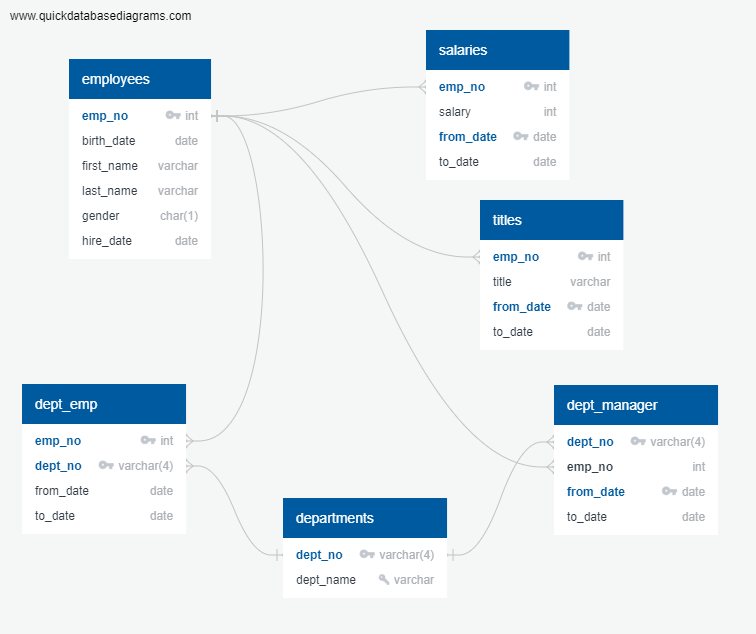 www.quickdatabasediagrams.com
employees
emp_no int
birth_date date
first_name varchar
last_name varchar
gender char(1)
hire_date date
salaries
emp_no int
salary int
from_date date
to_date date
titles
emp_no int
title varchar
from_date date
to_date date
dept_emp
emp_no int
dept_no varchar(4)
from_date date
to_date date
dept_manager
dept_no varchar(4)
emp_no int
from_date date
to_date date
departments
dept_no varchar(4)
dept_name varchar